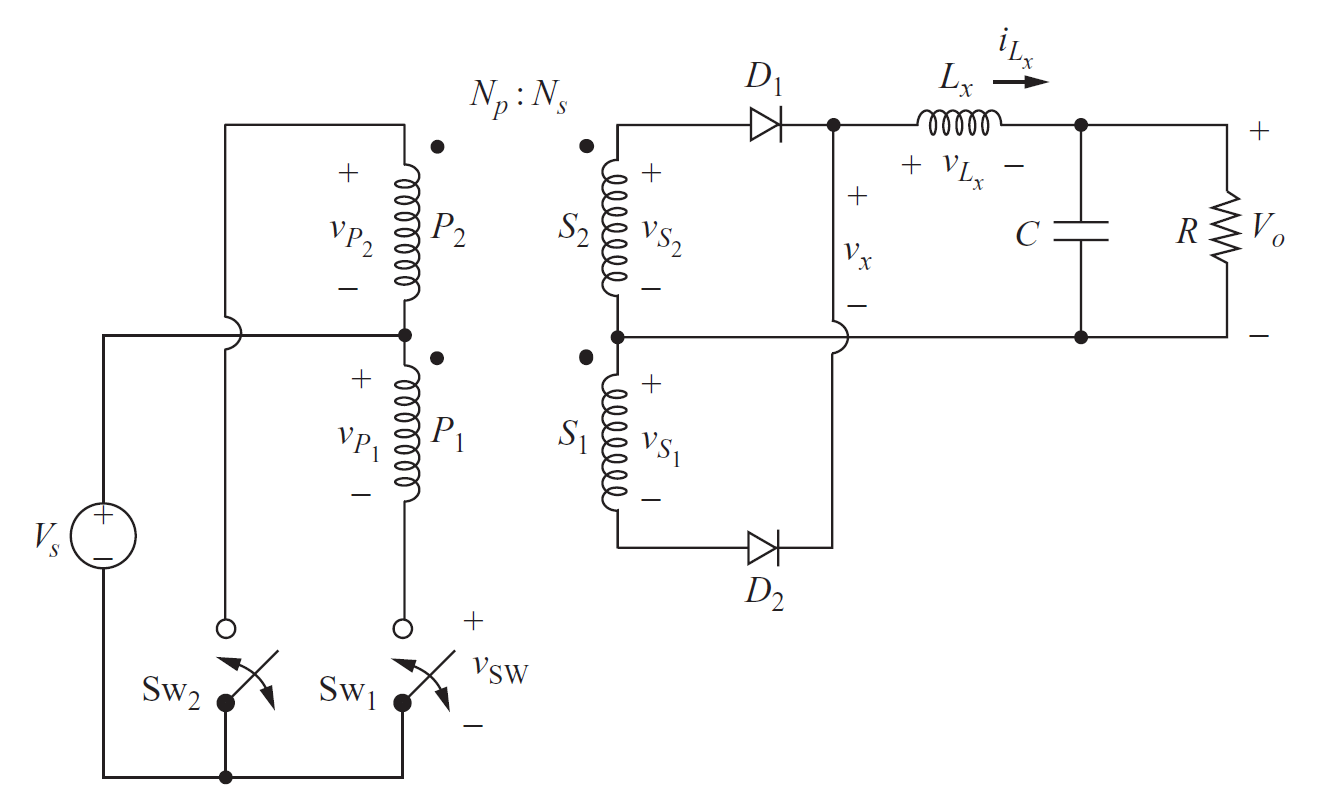 i_{L_x}
D_1
L_x
N_p : N_s
+ v_{L_x} −
+
v_{P_2}
−
P_2
S_2
+
v_{S_2}
−
+
v_x
−
C
R
+
V_o
−
+
v_{P_1}
−
P_1
S_1
+
v_{S_1}
−
V_s
+
−
D_2
Sw_2
Sw_1
+
v_{SW}
−